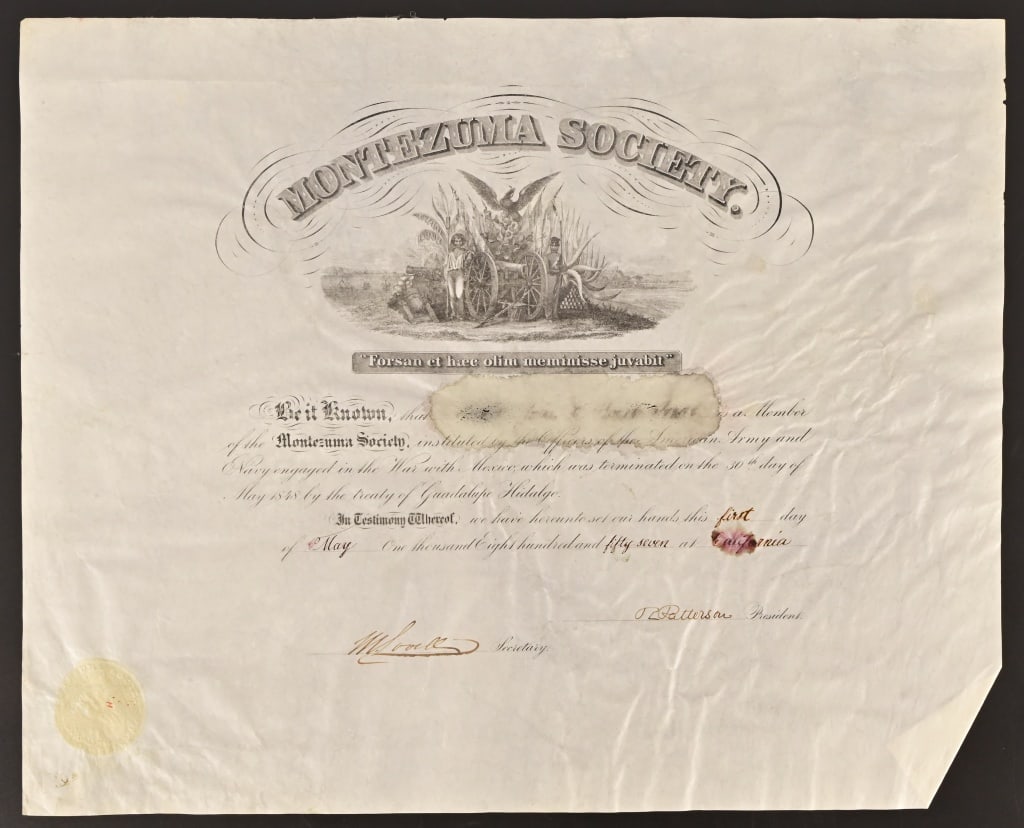 MONTEZUMA SOCIETY.
"Forsan et haec olim meminisse juvabit"
Be it Known, that is a Member
of the Montezuma Society, instituted by the Officers of the American Army and
Navy engaged in the War with Mexico, which was terminated on the 30th day of
May 1848 by the treaty of Guadalupe Hidalgo.
In Testimony Whereof, we have hereunto set our hands this first day
of May One thousand Eight hundred and fifty seven at California
Patterson President.
M Lovell Secretary.